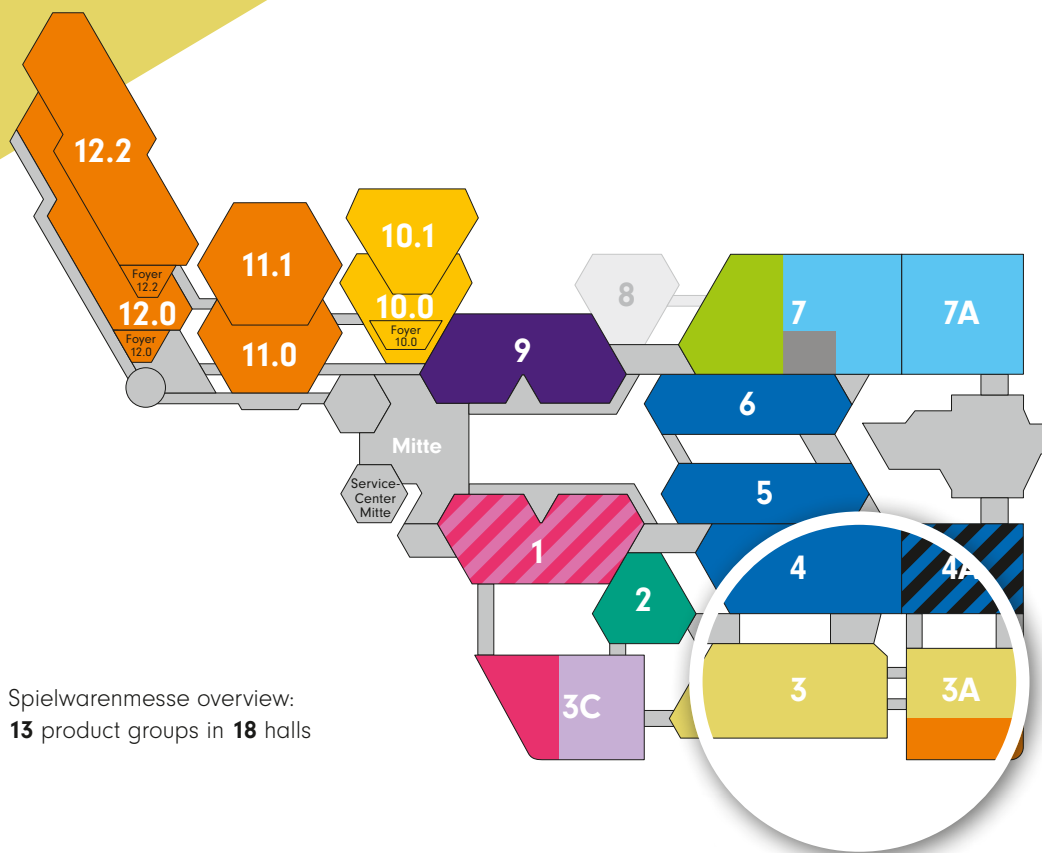 12.2
10.1
11.1
Foyer
12.2
8
10.0
12.0
7
7A
Foyer
10.0
Foyer
12.0
11.0
9
6
Mitte
Service-
Center
Mitte
5
1
4
4A
2
3
3A
3C
Spielwarenmesse overview:
13 product groups in 18 halls